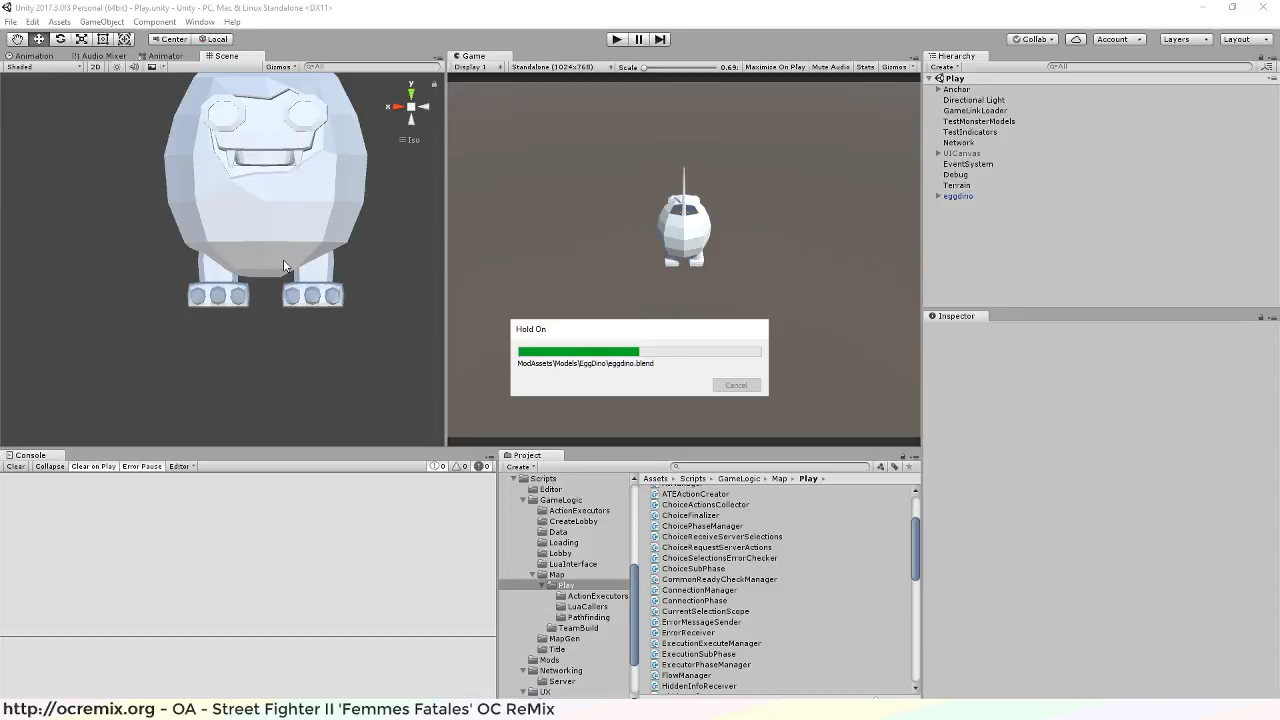 Unity 2017.3.0f3 Personal (64bit) - Play.unity - Unity - PC, Mac & Linux Standalone <DX11>
File Edit Assets GameObject Component Window Help
Center Local Collab Account Layers Layout
Animation Audio Mixer Animator Scene
Shaded 2D Gizmos All
y
x
Iso
Game
Display 1 Standalone (1024x768) Scale 0.69 Maximize On Play Mute Audio Stats Gizmos
Hierarchy
Create All
Play
Anchor
Directional Light
GameLinkLoader
TestMonsterModels
TestIndicators
Network
UICanvas
EventSystem
Debug
Terrain
eggdino
Inspector
Hold On
ModAssets\Models\EggDino\eggdino.blend
Cancel
Console
Clear Collapse Clear on Play Error Pause Editor 0 0 0
Project
Create
Scripts
Editor
GameLogic
ActionExecutors
CreateLobby
Data
Loading
Lobby
LuaInterface
Map
Play
ActionExecutors
LuaCallers
Pathfinding
TeamBuild
MapGen
Title
Mods
Networking
Server
UX
Assets Scripts GameLogic Map Play
ATEActionCreator
ChoiceActionsCollector
ChoiceFinalizer
ChoicePhaseManager
ChoiceReceiveServerSelections
ChoiceRequestServerActions
ChoiceSelectionsErrorChecker
ChoiceSubPhase
CommonReadyCheckManager
ConnectionManager
ConnectionPhase
CurrentSelectionScope
ErrorMessageSender
ErrorReceiver
ExecutionExecuteManager
ExecutionSubPhase
ExecutorPhaseManager
FlowManager
HiddenInfoReceiver
http://ocremix.org - OA - Street Fighter II 'Femmes Fatales' OC ReMix